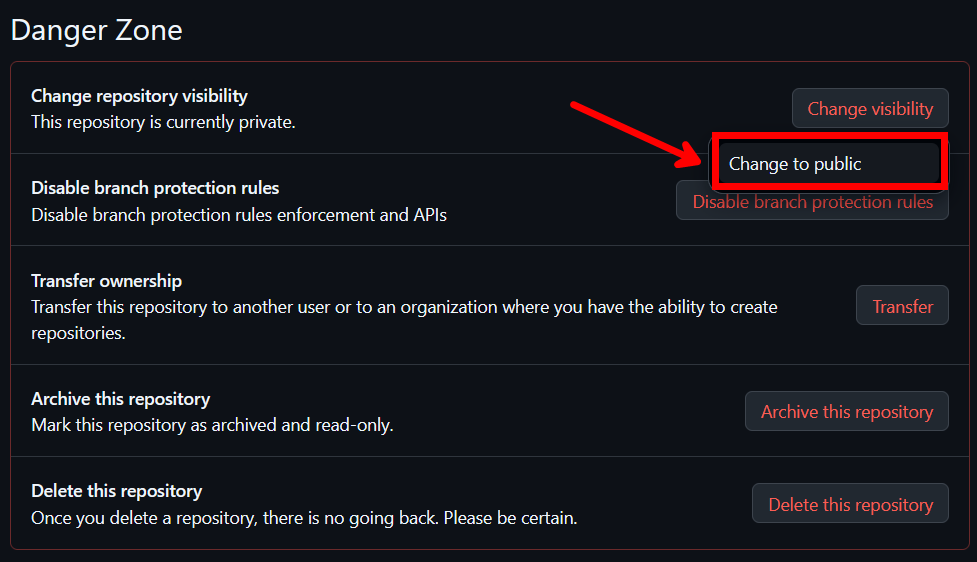 Danger Zone
Change repository visibility
This repository is currently private.
Change visibility
Change to public
Disable branch protection rules
Disable branch protection rules enforcement and APIs
Disable branch protection rules
Transfer ownership
Transfer this repository to another user or to an organization where you have the ability to create
repositories.
Transfer
Archive this repository
Mark this repository as archived and read-only.
Archive this repository
Delete this repository
Once you delete a repository, there is no going back. Please be certain.
Delete this repository